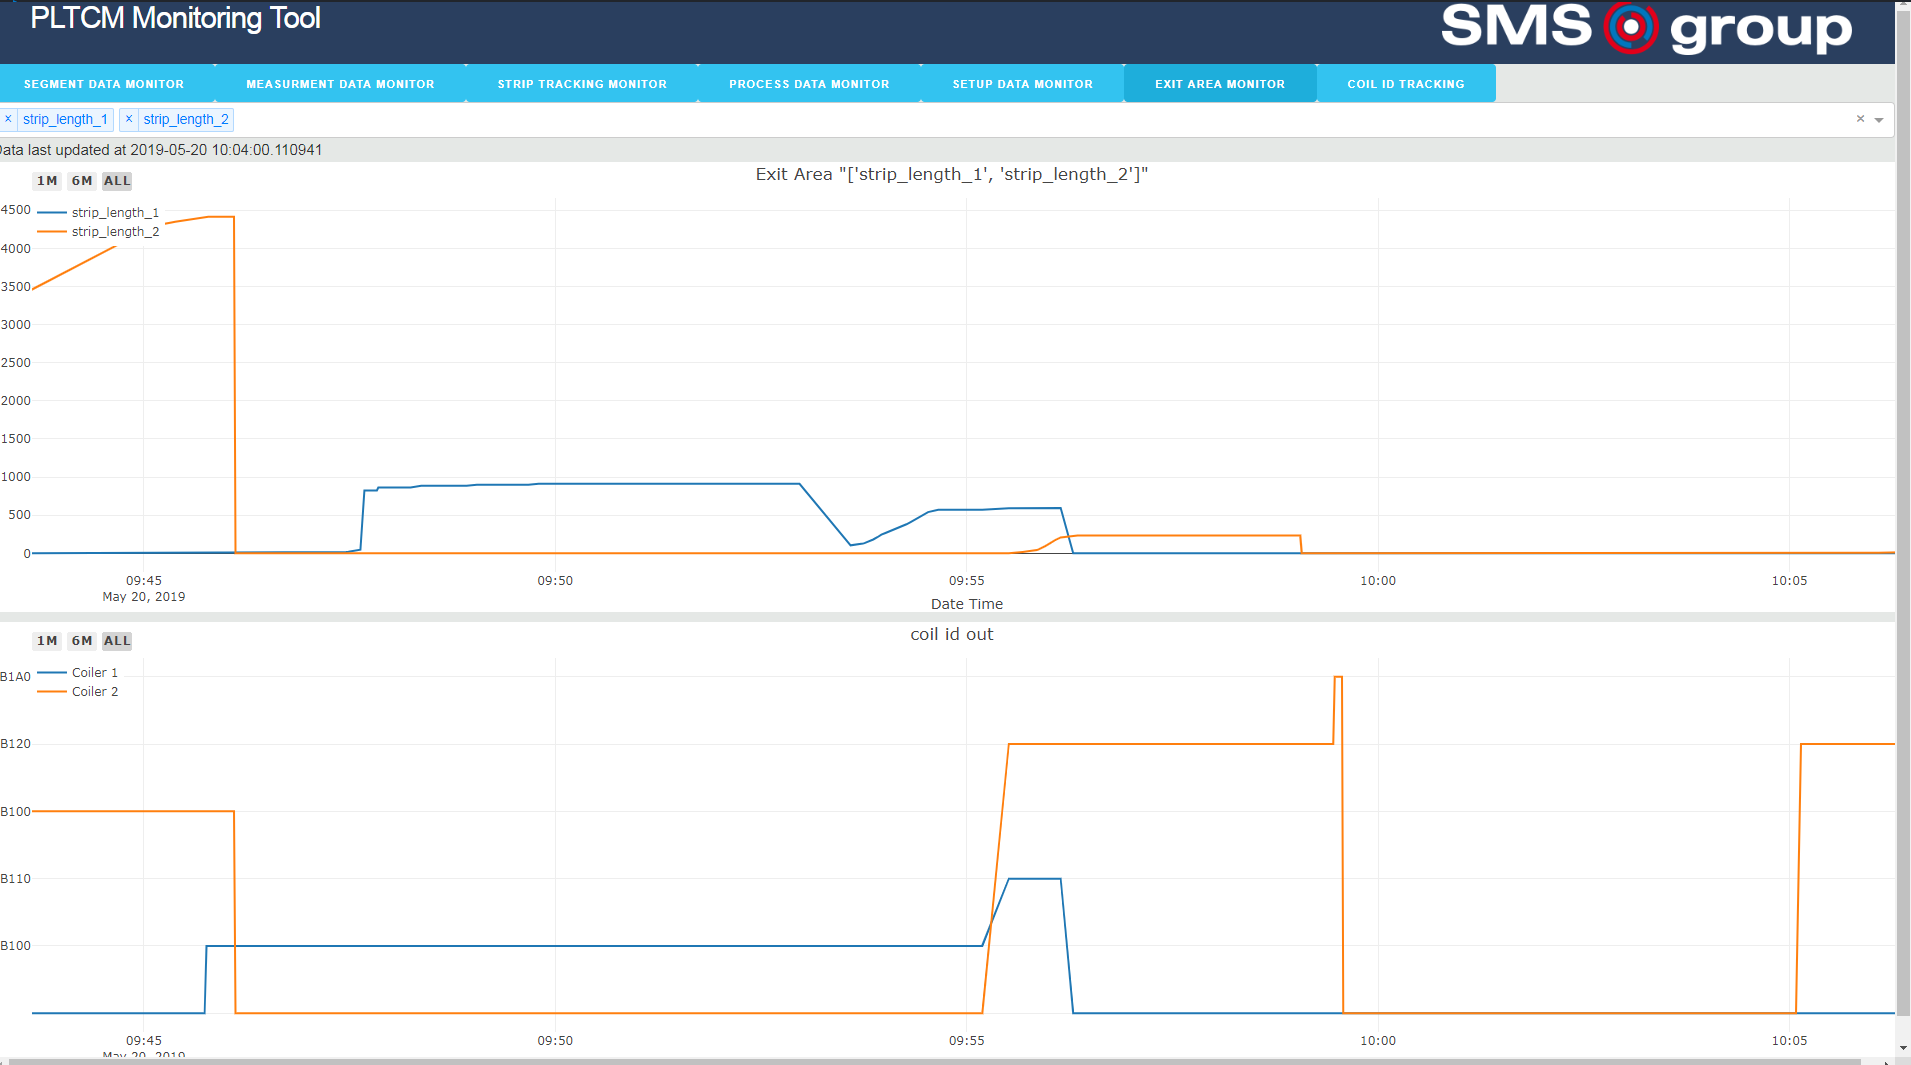 PLTCM Monitoring Tool
SMS group
SEGMENT DATA MONITOR
MEASURMENT DATA MONITOR
STRIP TRACKING MONITOR
PROCESS DATA MONITOR
SETUP DATA MONITOR
EXIT AREA MONITOR
COIL ID TRACKING
× strip_length_1
× strip_length_2
×
Data last updated at 2019-05-20 10:04:00.110941
Exit Area "['strip_length_1', 'strip_length_2']"
1M 6M ALL
strip_length_1
strip_length_2
4500
4000
3500
3000
2500
2000
1500
1000
500
0
09:45 09:50 09:55 10:00 10:05
May 20, 2019
Date Time
coil id out
1M 6M ALL
Coiler 1
Coiler 2
B1A0
B120
B100
B110
B100
09:45 09:50 09:55 10:00 10:05
May 20, 2019